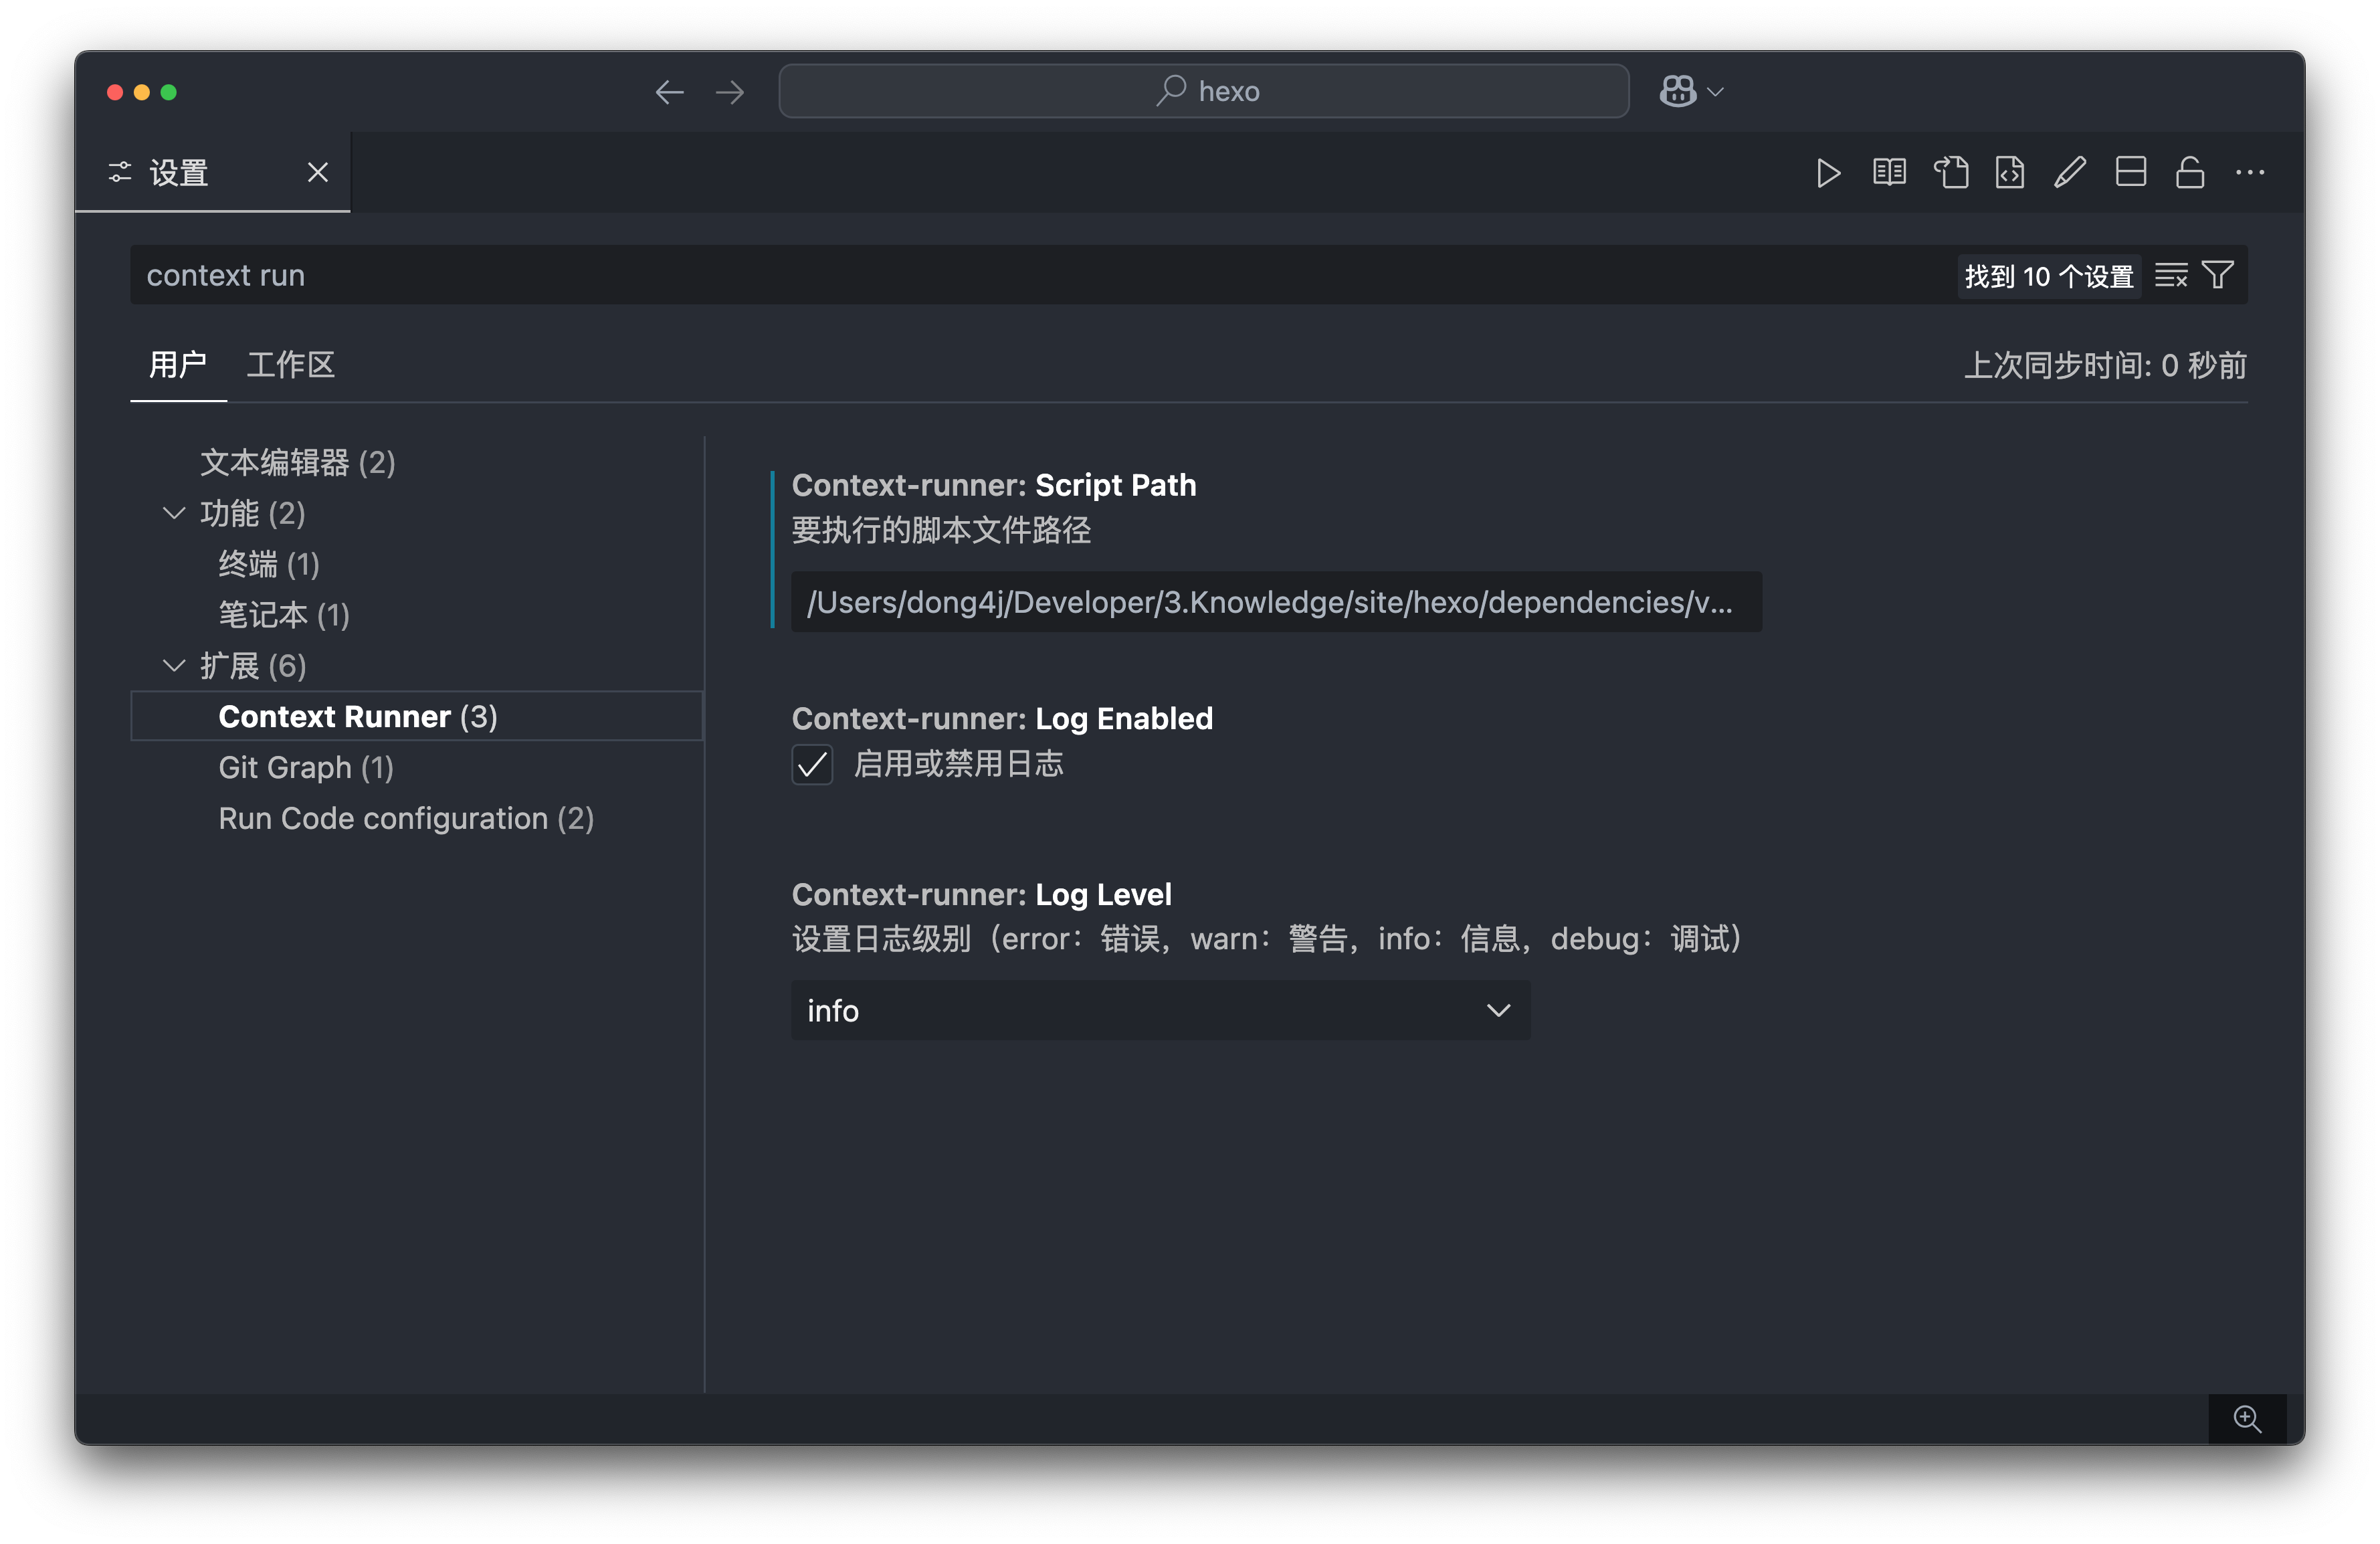 hexo
设置
context run
找到 10 个设置
用户 工作区
上次同步时间: 0 秒前
文本编辑器 (2)
功能 (2)
终端 (1)
笔记本 (1)
扩展 (6)
Context Runner (3)
Git Graph (1)
Run Code configuration (2)
Context-runner: Script Path
要执行的脚本文件路径
/Users/dong4j/Developer/3.Knowledge/site/hexo/dependencies/v...
Context-runner: Log Enabled
启用或禁用日志
Context-runner: Log Level
设置日志级别（error：错误，warn：警告，info：信息，debug：调试）
info